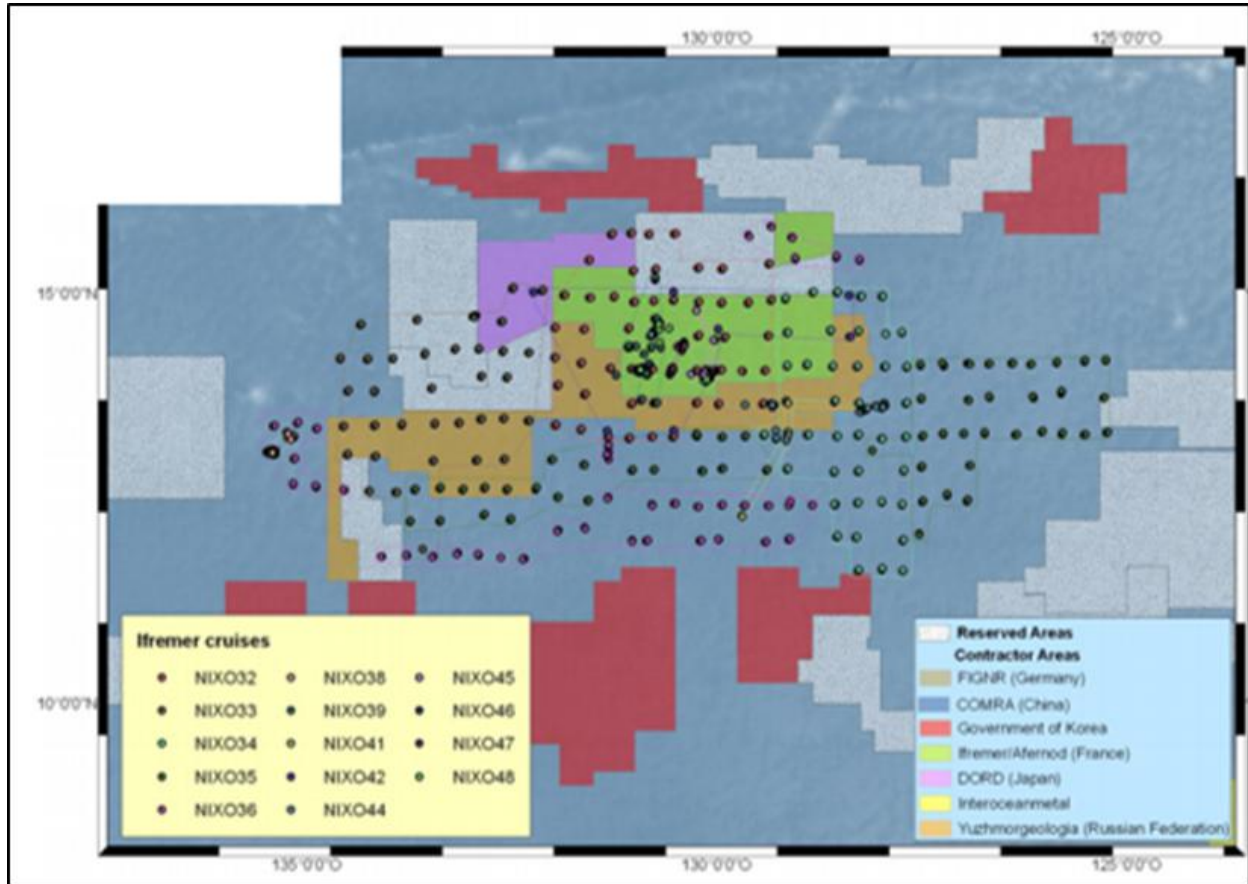 130°0'0"O 125°0'0"O
15°0'0"N
10°0'0"N
135°0'0"O 130°0'0"O 125°0'0"O
Ifremer cruises
NIXO32 NIXO38 NIXO45
NIXO33 NIXO39 NIXO46
NIXO34 NIXO41 NIXO47
NIXO35 NIXO42 NIXO48
NIXO36 NIXO44
Reserved Areas
Contractor Areas
FIGNR (Germany)
COMRA (China)
Government of Korea
Ifremer/Afernod (France)
DORD (Japan)
Interoceanmetal
Yuzhmorgeologia (Russian Federation)